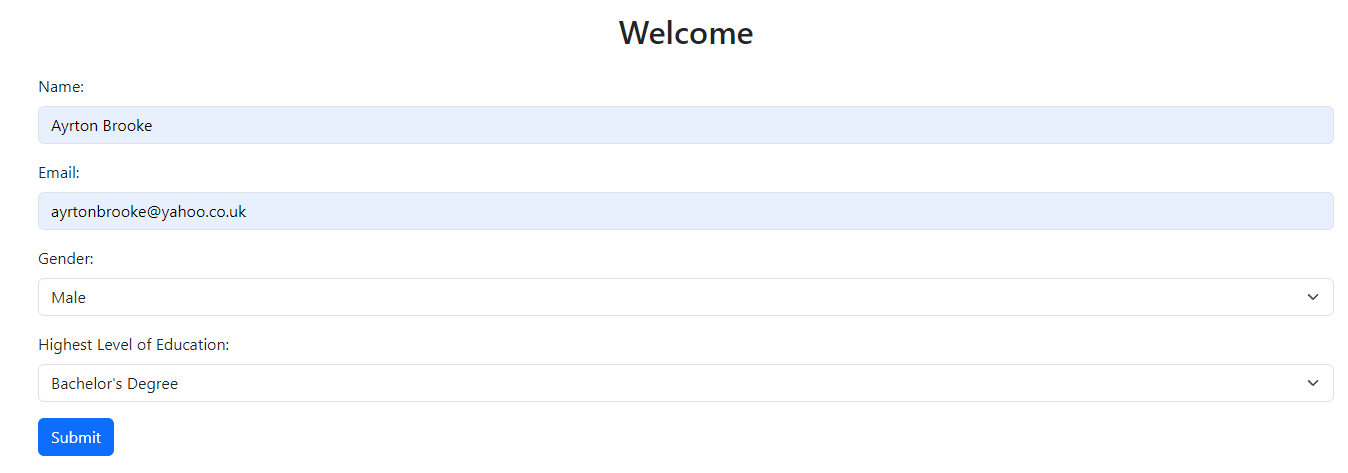 Welcome
Name:
Ayrton Brooke
Email:
ayrtonbrooke@yahoo.co.uk
Gender:
Male
Highest Level of Education:
Bachelor's Degree
Submit